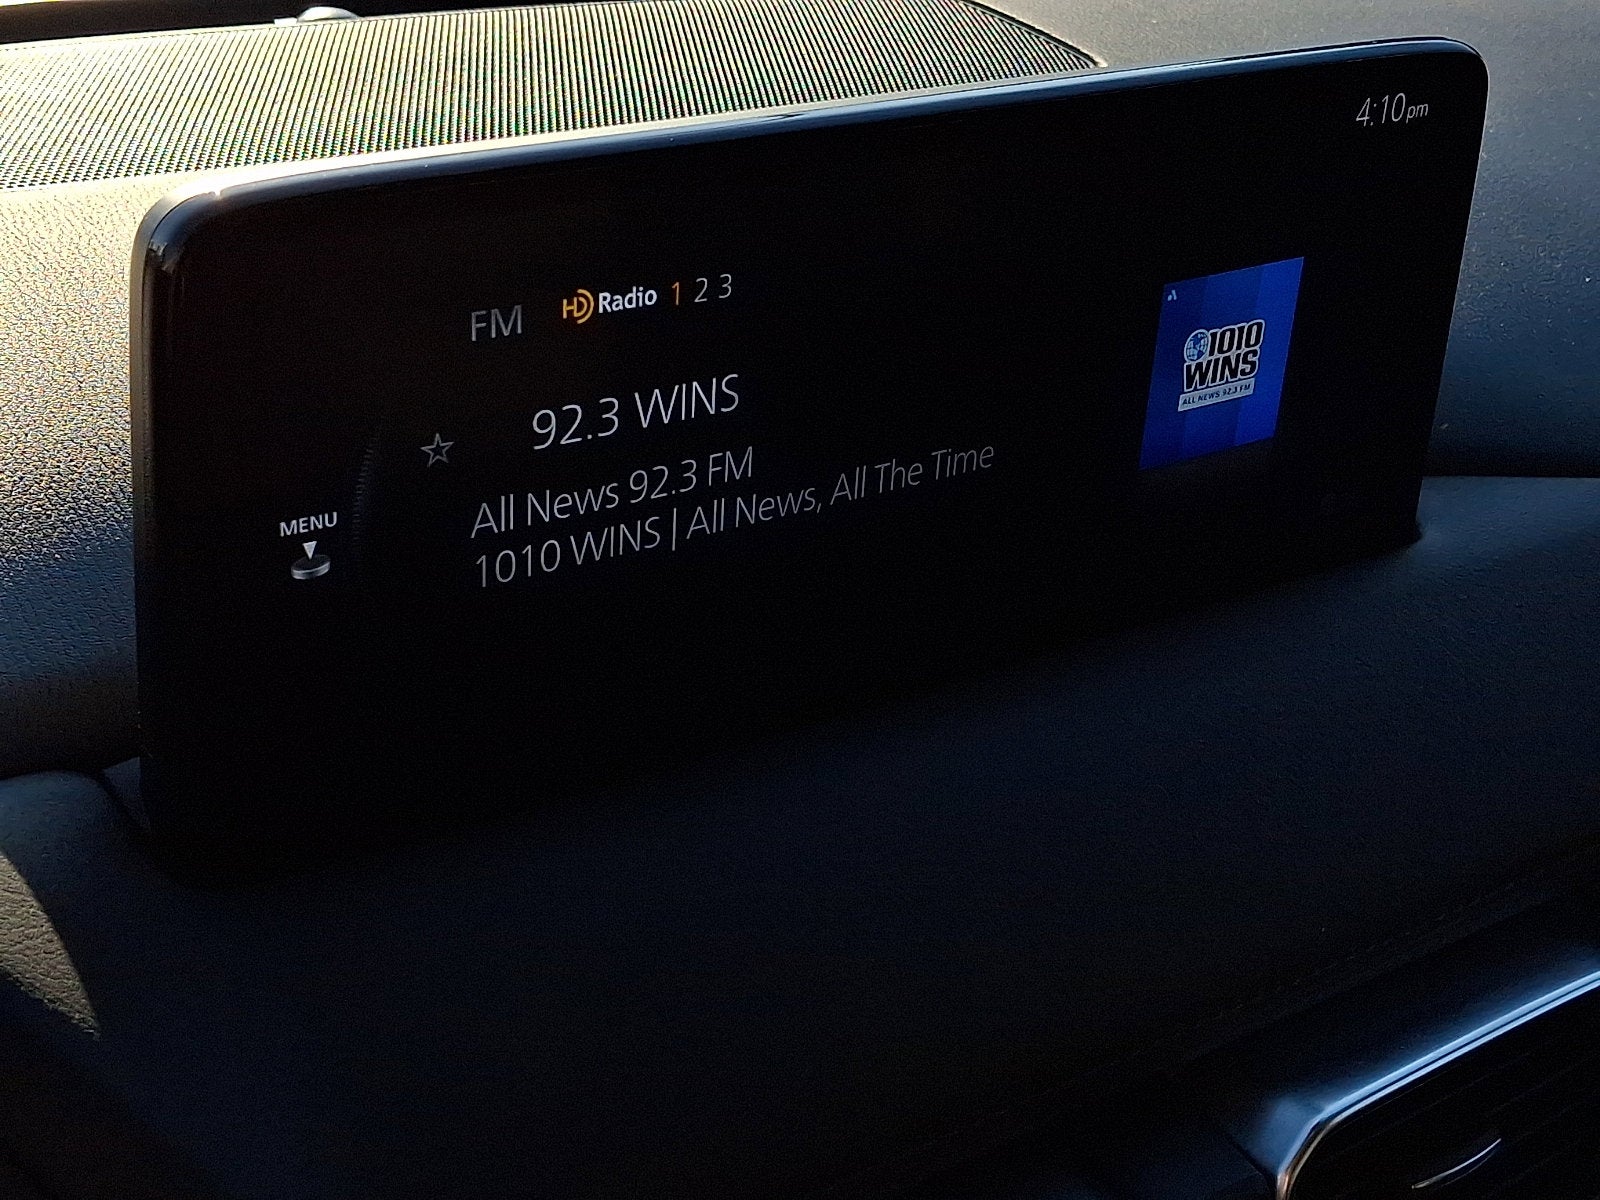 4:10pm
FM HD Radio 1 2 3
92.3 WINS
All News 92.3 FM
1010 WINS | All News, All The Time
MENU
1010
WINS
ALL NEWS 92.3 FM